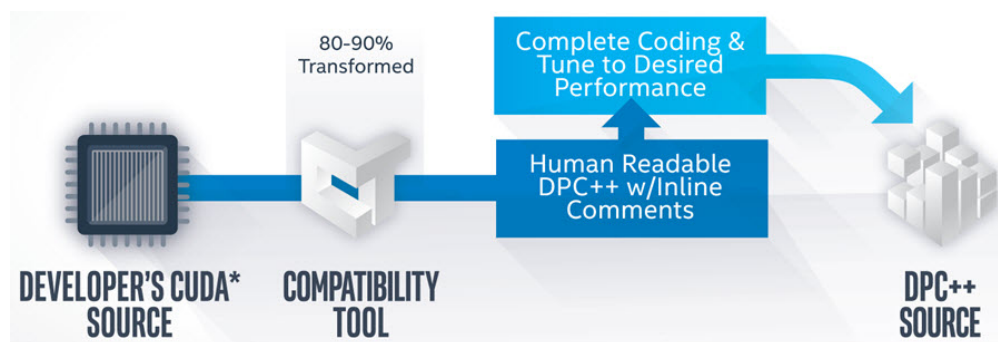 80-90%
Transformed
Complete Coding &
Tune to Desired
Performance
Human Readable
DPC++ w/Inline
Comments
DEVELOPER'S CUDA*
SOURCE
COMPATIBILITY
TOOL
DPC++
SOURCE